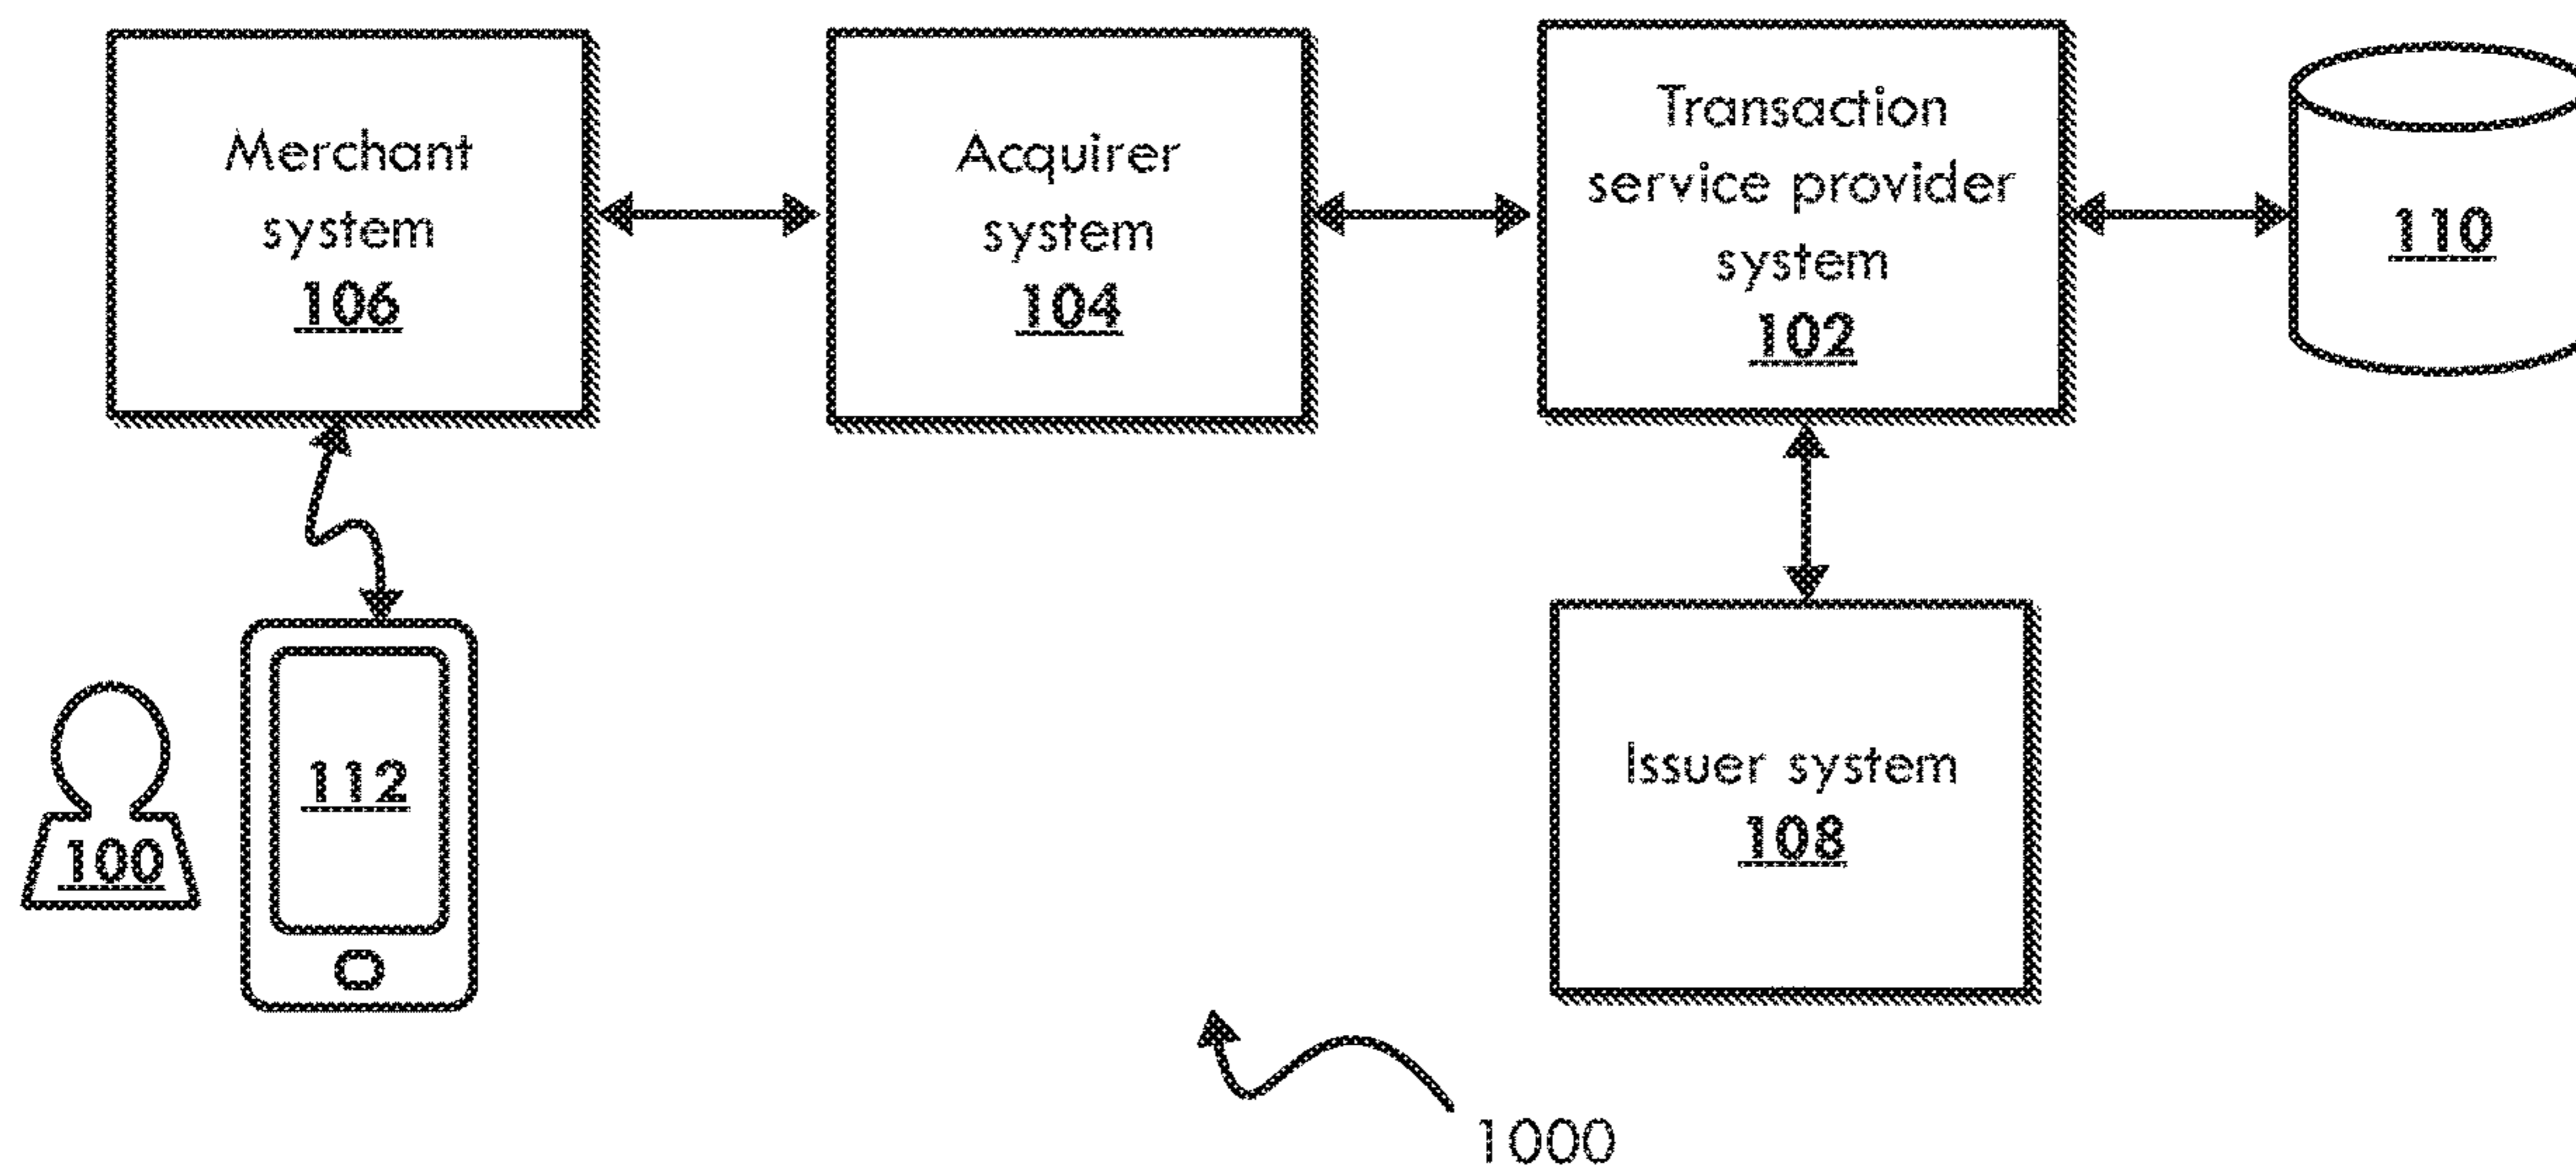 Merchant
system
106
Acquirer
system
104
Transaction
service provider
system
102
110
112
100
Issuer system
108
1000